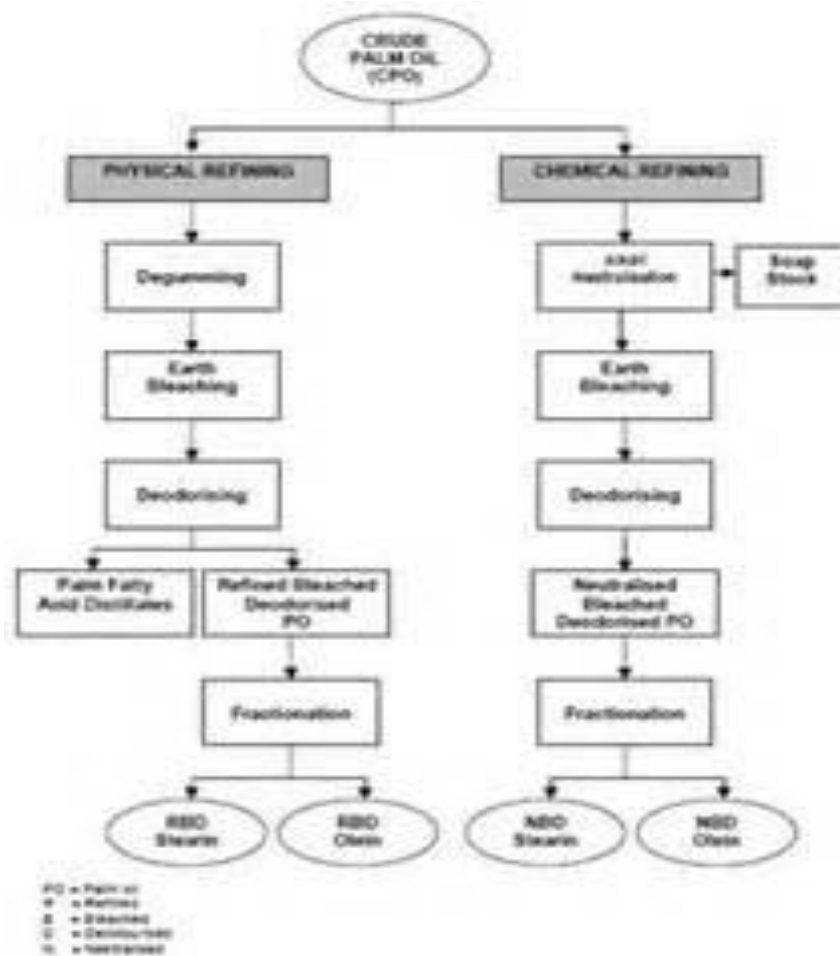 CRUDE
PALM OIL
(CPO)
PHYSICAL REFINING
CHEMICAL REFINING
Degumming
Neutralisation
Soap
Stock
Earth
Bleaching
Earth
Bleaching
Deodorising
Deodorising
Palm Fatty
Acid Distillates
Refined Bleached
Deodorised
PO
Neutralised
Bleached
Deodorised PO
Fractionation
Fractionation
RBD
Stearin
RBD
Olein
NBD
Stearin
NBD
Olein
PO = Palm oil
R = Refined
B = Bleached
D =
N = Neutralised